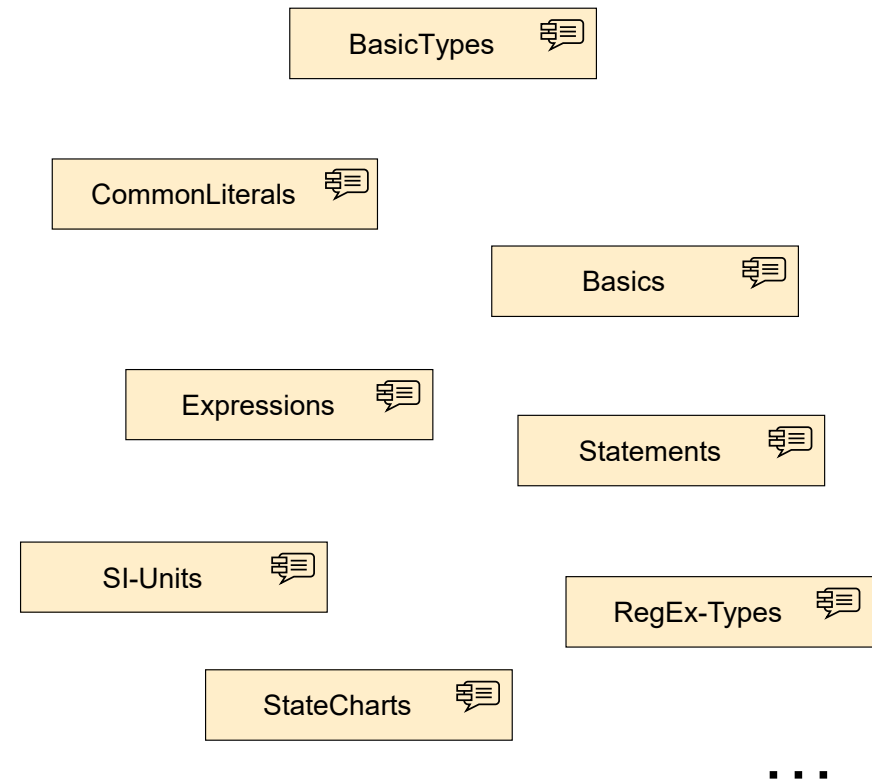 BasicTypes
CommonLiterals
Basics
Expressions
Statements
SI-Units
RegEx-Types
StateCharts
...